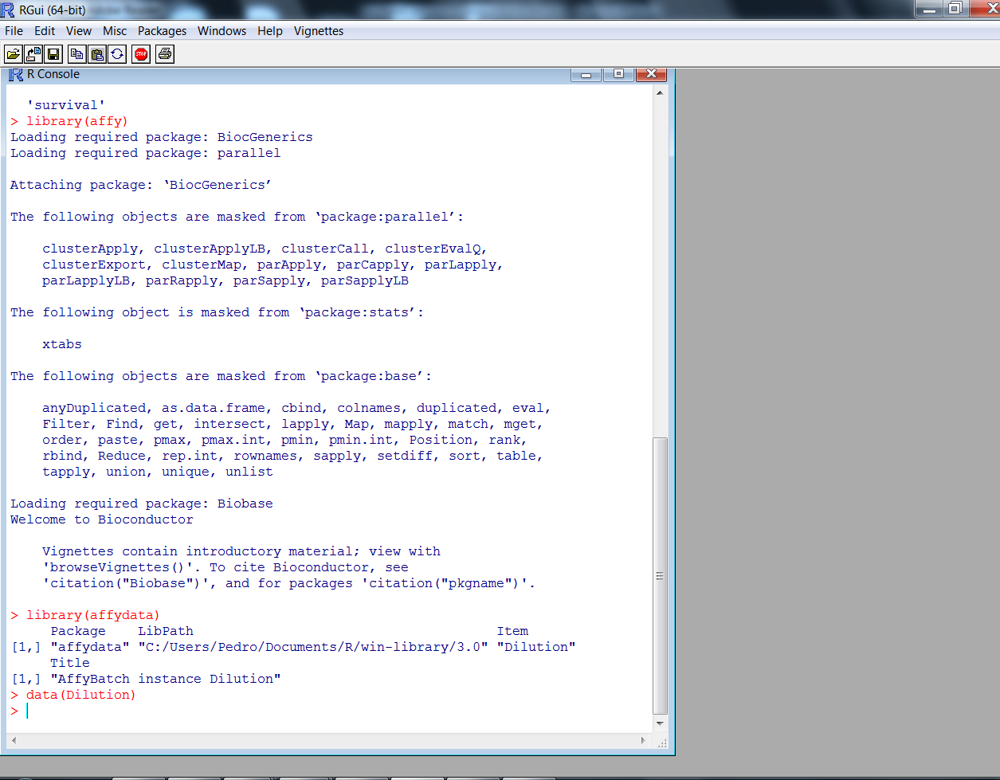 RGui (64-bit)
File Edit View Misc Packages Windows Help Vignettes
STOP
R Console
'survival'
> library(affy)
Loading required package: BiocGenerics
Loading required package: parallel
Attaching package: ‘BiocGenerics’
The following objects are masked from ‘package:parallel’:
clusterApply, clusterApplyLB, clusterCall, clusterEvalQ,
clusterExport, clusterMap, parApply, parCapply, parLapply,
parLapplyLB, parRapply, parSapply, parSapplyLB
The following object is masked from ‘package:stats’:
xtabs
The following objects are masked from ‘package:base’:
anyDuplicated, as.data.frame, cbind, colnames, duplicated, eval,
Filter, Find, get, intersect, lapply, Map, mapply, match, mget,
order, paste, pmax, pmax.int, pmin, pmin.int, Position, rank,
rbind, Reduce, rep.int, rownames, sapply, setdiff, sort, table,
tapply, union, unique, unlist
Loading required package: Biobase
Welcome to Bioconductor
Vignettes contain introductory material; view with
'browseVignettes()'. To cite Bioconductor, see
'citation("Biobase")', and for packages 'citation("pkgname")'.
> library(affydata)
Package LibPath Item
[1,] "affydata" "C:/Users/Pedro/Documents/R/win-library/3.0" "Dilution"
Title
[1,] "AffyBatch instance Dilution"
> data(Dilution)
>